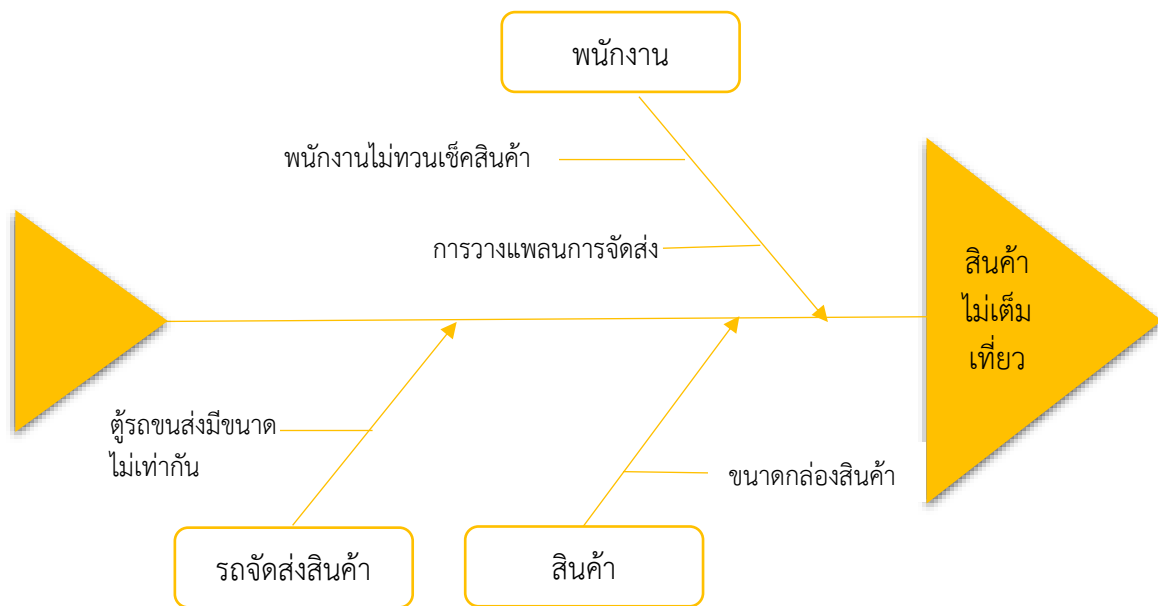 พนักงาน
พนักงานไม่ทวนเช็คสินค้า
การวางแพลนการจัดส่ง
สินค้า
ไม่เต็ม
เที่ยว
ตู้รถขนส่งมีขนาด
ไม่เท่ากัน
ขนาดกล่องสินค้า
รถจัดส่งสินค้า
สินค้า